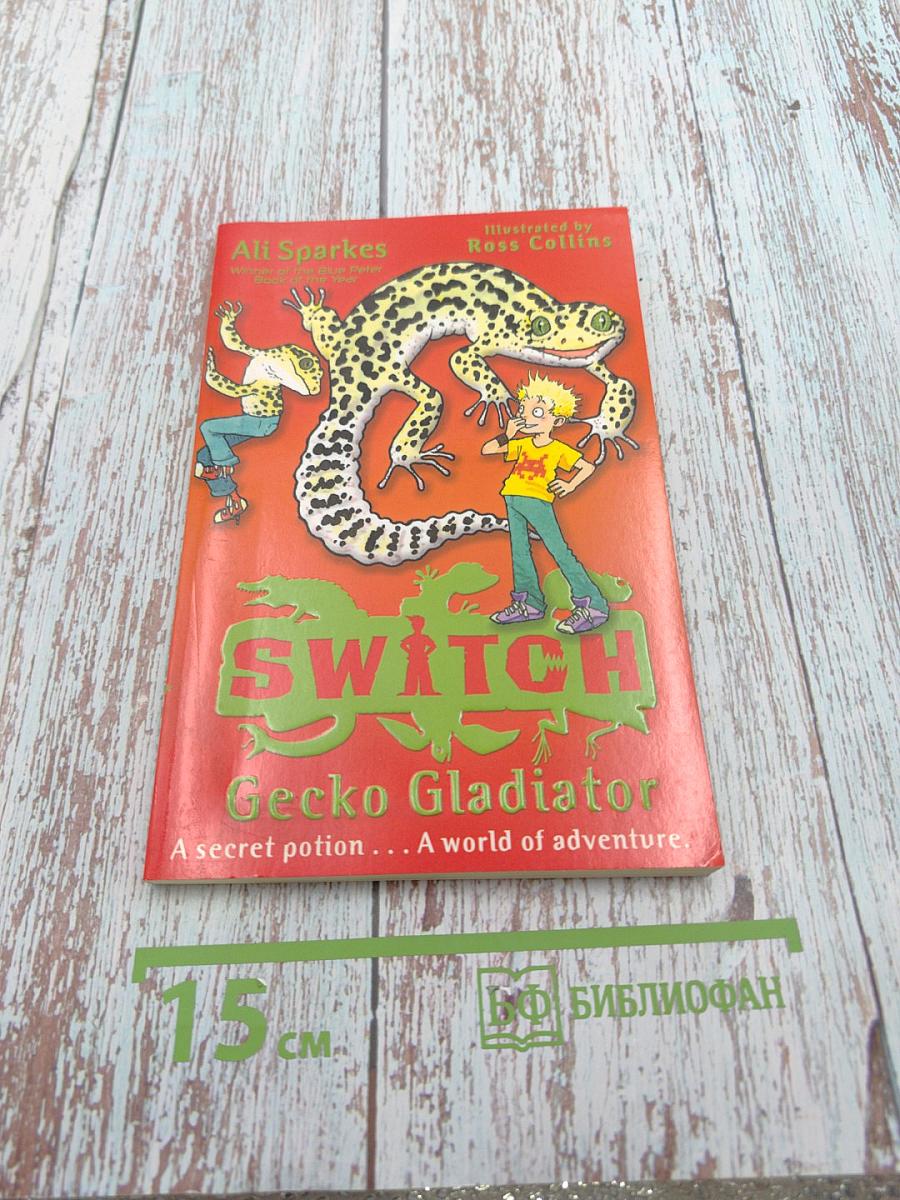 Ali Sparkes
Winner of the Blue Peter
Book of the Year
Illustrated by
Ross Collins
SWITCH
Gecko Gladiator
A secret potion . . . A world of adventure.
15 см
БФ БИБЛИОФАН